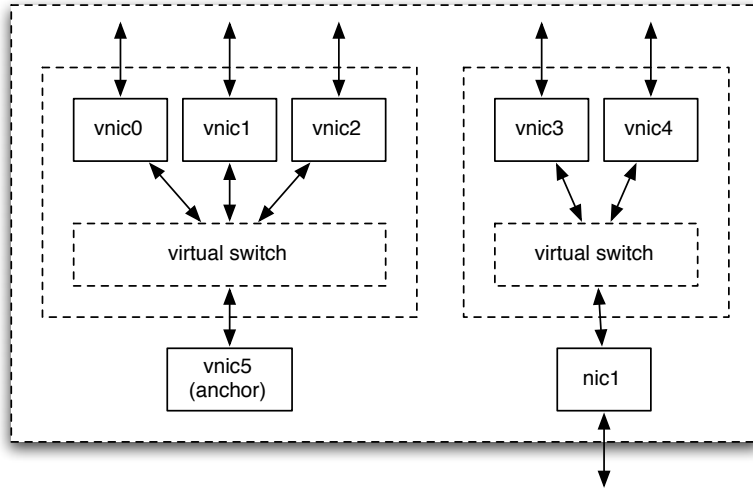 vnic0
vnic1
vnic2
vnic3
vnic4
virtual switch
virtual switch
vnic5
(anchor)
nic1